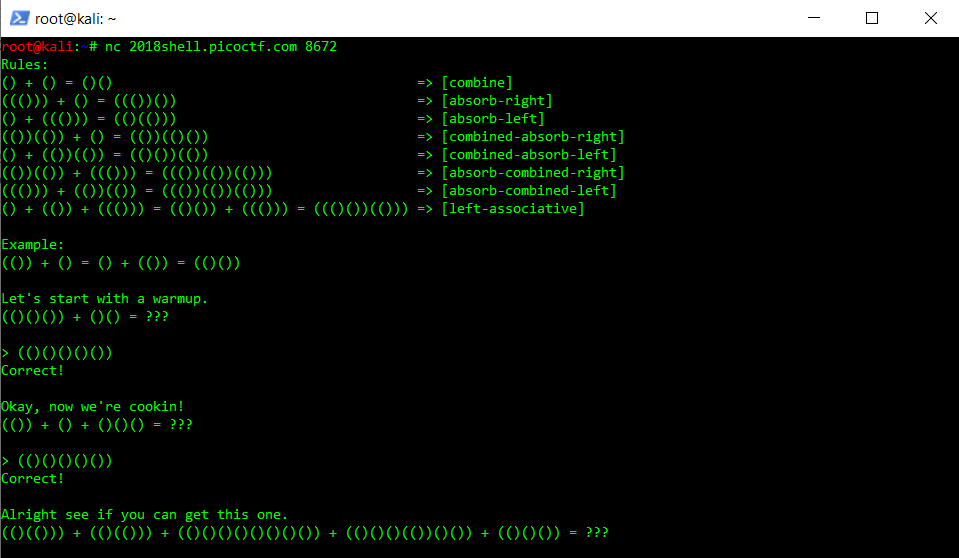 root@kali: ~
root@kali:~# nc 2018shell.picoctf.com 8672
Rules:
() + () = ()() => [combine]
((())) + () = ((())()) => [absorb-right]
() + ((())) = (()(())) => [absorb-left]
(())(()) + () = (())(()()) => [combined-absorb-right]
() + (())(()) = (()())(()) => [combined-absorb-left]
(())(()) + ((())) = ((())(())(())) => [absorb-combined-right]
((())) + (())(()) = ((())(())(())) => [absorb-combined-left]
() + (()) + ((())) = (()()) + ((())) = ((()())(())) => [left-associative]
Example:
(()) + () = () + (()) = (()())
Let's start with a warmup.
(()()()) + ()() = ???
> (()()()()())
Correct!
Okay, now we're cookin!
(()) + () + ()()() = ???
> (()()()()())
Correct!
Alright see if you can get this one.
(()(())) + (()(())) + (()()()()()()()()) + (()()()(())()()) + (()()()) = ???